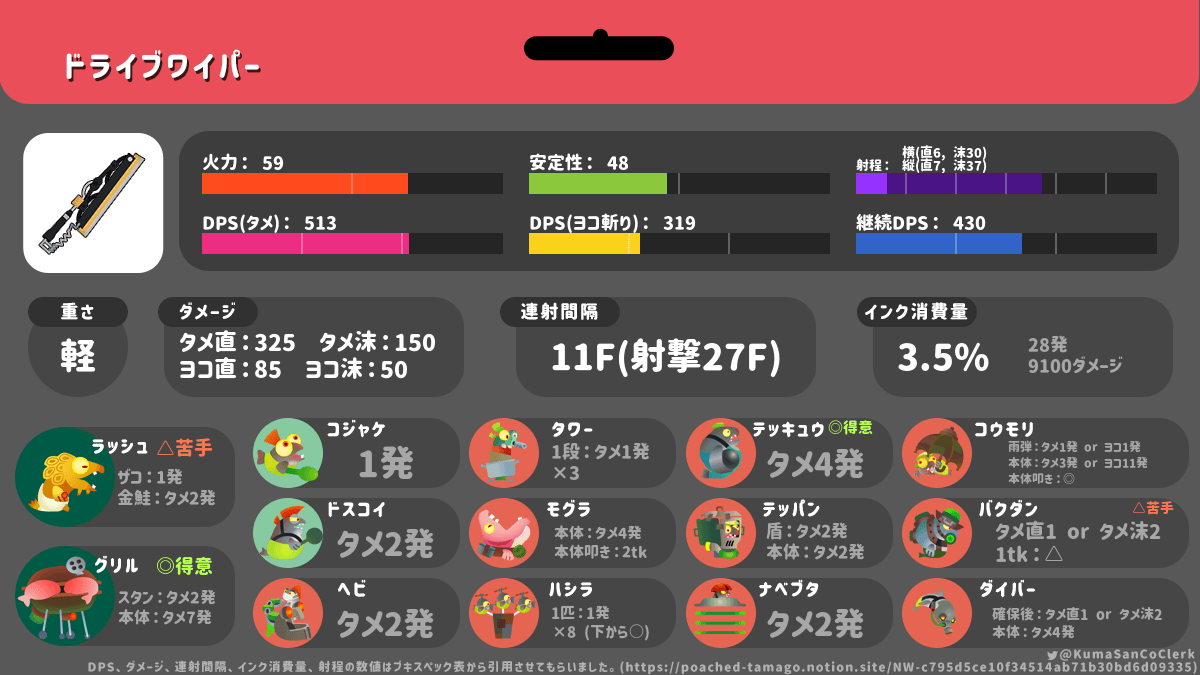 ドライブワイパー
火力： 59
安定性： 48
射程： 横(直6, 沫30)
縦(直7, 沫37)
DPS(タメ)： 513
DPS(ヨコ斬り)： 319
継続DPS： 430
重さ
軽
ダメージ
タメ直：325 タメ沫：150
ヨコ直：85 ヨコ沫：50
連射間隔
11F(射撃27F)
インク消費量
3.5%
28発
9100ダメージ
ラッシュ △苦手
ザコ：1発
金鮭：タメ2発
グリル ◎得意
スタン：タメ2発
本体：タメ7発
コジャケ
1発
ドスコイ
タメ2発
ヘビ
タメ2発
タワー
1段：タメ1発
×3
モグラ
本体：タメ4発
本体叩き：2tk
ハシラ
1匹：1発
×8 (下から○)
テッキュウ ◎得意
タメ4発
テッパン
盾：タメ2発
本体：タメ2発
ナベブタ
タメ2発
コウモリ
雨弾：タメ1発 or ヨコ1発
本体：タメ3発 or ヨコ11発
本体叩き：◎
バクダン △苦手
タメ直1 or タメ沫2
1tk：△
ダイバー
確保後：タメ直1 or タメ沫2
本体：タメ4発
@KumaSanCoClerk
DPS、ダメージ、連射間隔、インク消費量、射程の数値はブキスペック表から引用させてもらいました。(https://poached-tamago.notion.site/NW-c795d5ce10f34514ab71b30bd6d09335)